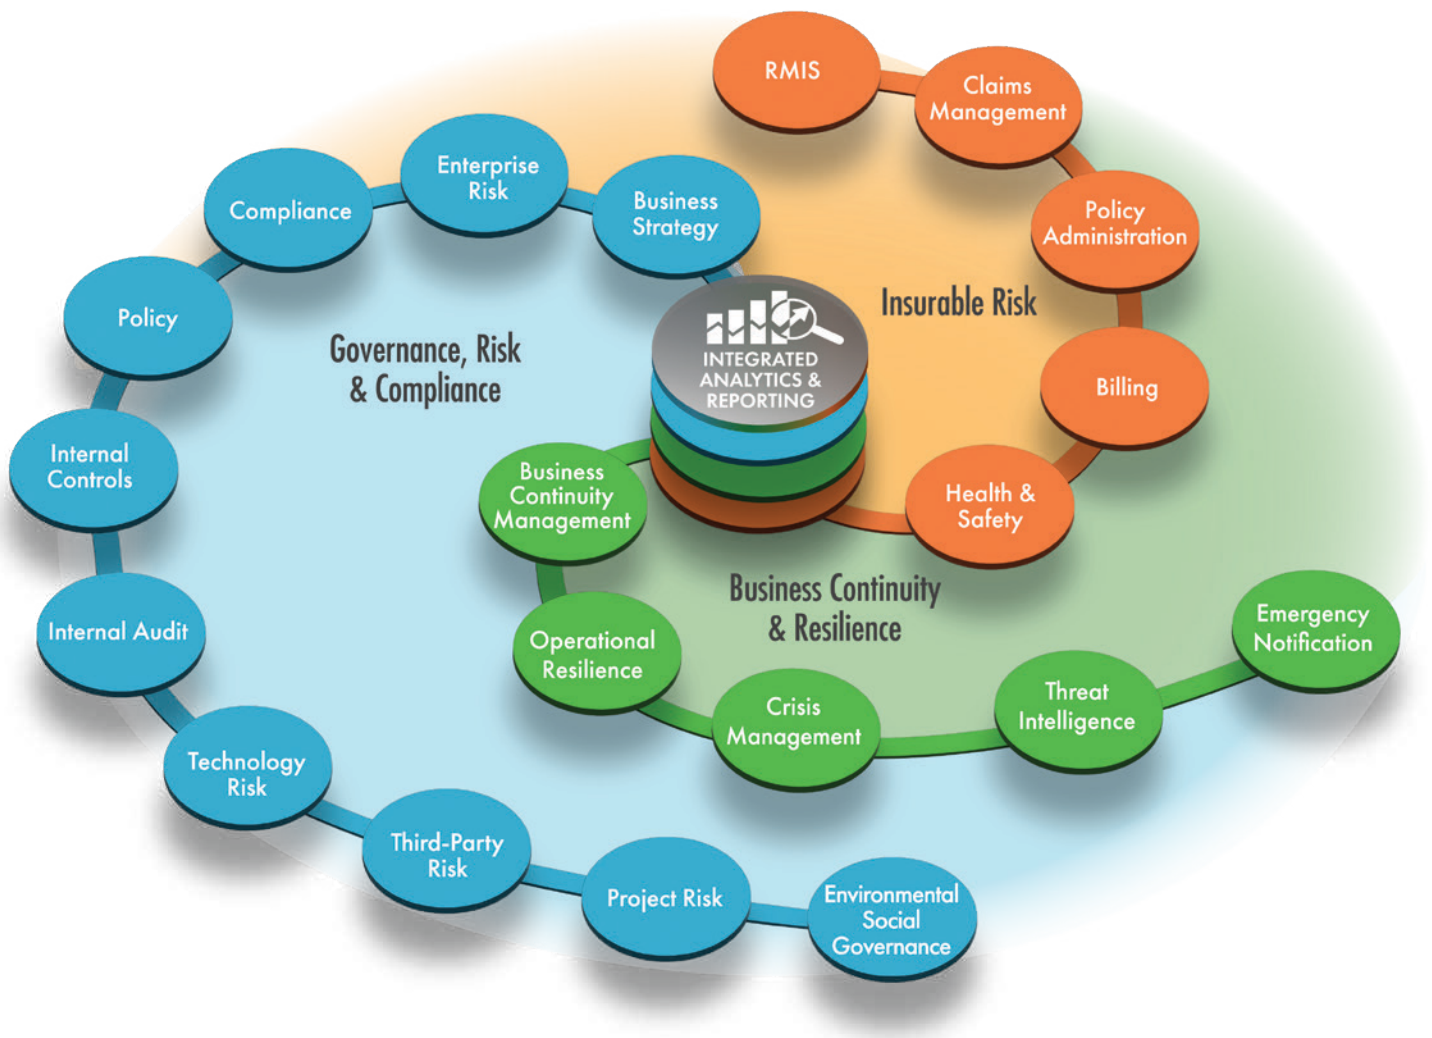 RMIS
Claims
Management
Policy
Administration
Billing
Health &
Safety
Insurable Risk
Enterprise
Risk
Business
Strategy
Compliance
Policy
Internal
Controls
Internal Audit
Technology
Risk
Third-Party
Risk
Project Risk
Environmental
Social
Governance
Governance, Risk
& Compliance
INTEGRATED
ANALYTICS &
REPORTING
Business
Continuity
Management
Operational
Resilience
Crisis
Management
Threat
Intelligence
Emergency
Notification
Business Continuity
& Resilience